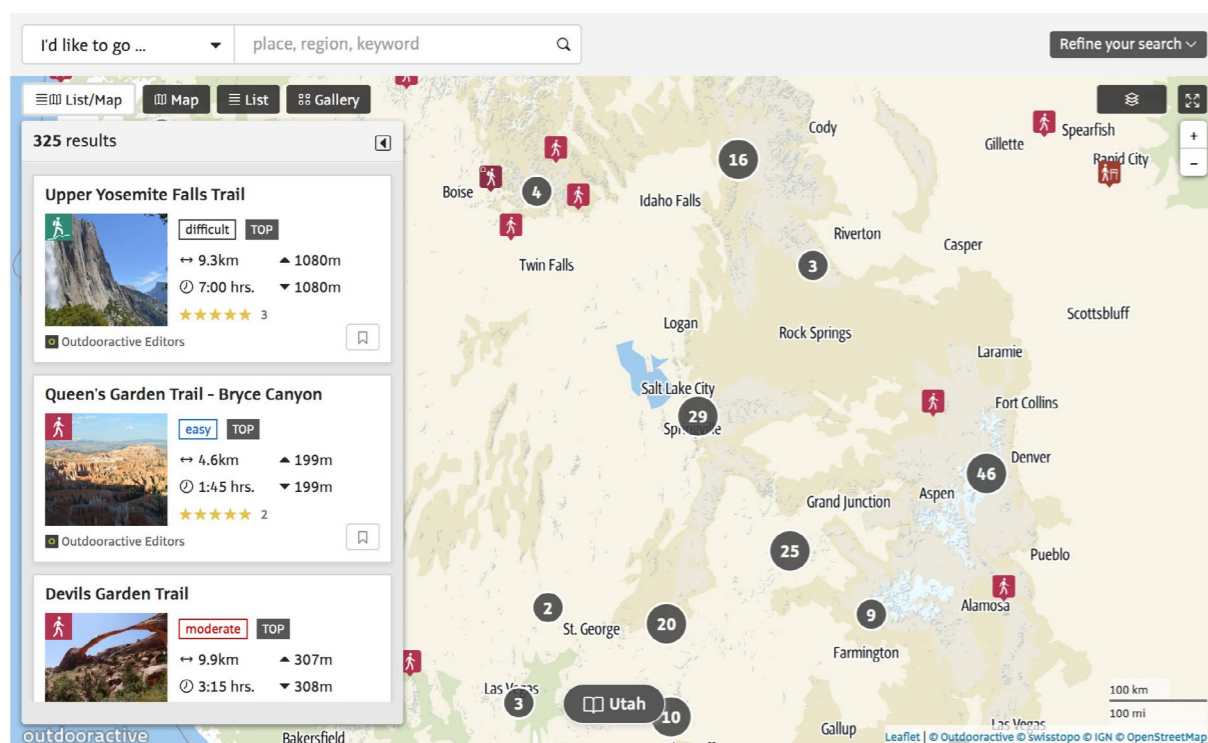 I'd like to go ...
place, region, keyword
Refine your search
List/Map
Map
List
Gallery
325 results
Upper Yosemite Falls Trail
difficult TOP
9.3km 1080m
7:00 hrs. 1080m
3
Outdooractive Editors
Queen's Garden Trail - Bryce Canyon
easy TOP
4.6km 199m
1:45 hrs. 199m
2
Outdooractive Editors
Devils Garden Trail
moderate TOP
9.9km 307m
3:15 hrs. 308m
outdooractive
Cody
Gillette
Spearfish
Rapid City
+
-
16
Boise
4
Idaho Falls
Riverton
Casper
Twin Falls
3
Scottsbluff
Logan
Rock Springs
Laramie
Salt Lake City
Fort Collins
29
Springville
Denver
46
Aspen
Grand Junction
25
Pueblo
2
Alamosa
9
St. George
20
Farmington
Las Vegas
3
Utah
10
100 km
100 mi
Las Vegas
Gallup
Bakersfield
Leaflet | © Outdooractive © swisstopo © IGN © OpenStreetMap